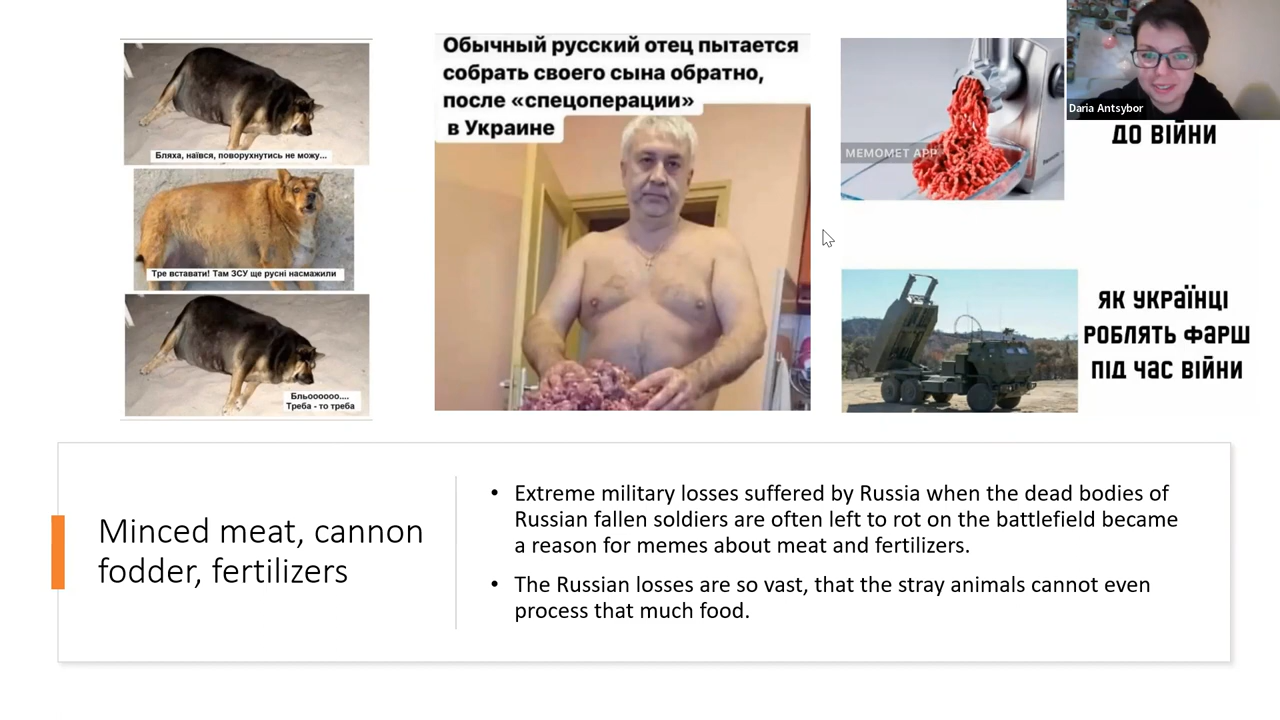 Бляха, наївся, поворухнутись не можу...
Тре вставати! Там ЗСУ ще русні насмажили
Бльоооооо....
Треба - то треба
Обычный русский отец пытается
собрать своего сына обратно,
после «спецоперации»
в Украине
MEMOMET APP
Daria Antsybor
ДО ВІЙНИ
ЯК УКРАЇНЦІ
РОБЛЯТЬ ФАРШ
ПІД ЧАС ВІЙНИ
Minced meat, cannon
fodder, fertilizers
• Extreme military losses suffered by Russia when the dead bodies of
Russian fallen soldiers are often left to rot on the battlefield became
a reason for memes about meat and fertilizers.
• The Russian losses are so vast, that the stray animals cannot even
process that much food.